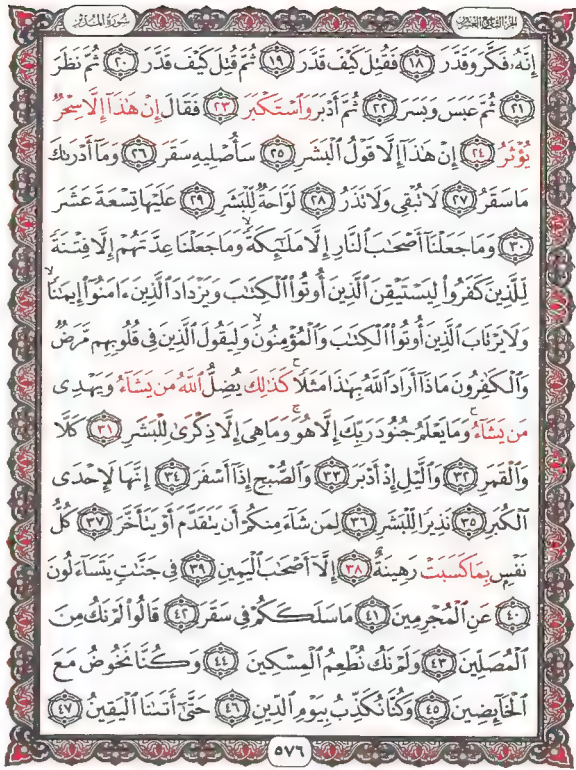 الجزء التاسع والعشرون سورة المدثر
إِنَّهُۥ فَكَّرَ وَقَدَّرَ ١٨ فَقُتِلَ كَيْفَ قَدَّرَ ١٩ ثُمَّ قُتِلَ كَيْفَ قَدَّرَ ٢٠ ثُمَّ نَظَرَ
٢١ ثُمَّ عَبَسَ وَبَسَرَ ٢٢ ثُمَّ أَدْبَرَ وَٱسْتَكْبَرَ ٢٣ فَقَالَ إِنْ هَٰذَآ إِلَّا سِحْرٌ
يُؤْثَرُ ٢٤ إِنْ هَٰذَآ إِلَّا قَوْلُ ٱلْبَشَرِ ٢٥ سَأُصْلِيهِ سَقَرَ ٢٦ وَمَآ أَدْرَىٰكَ
مَا سَقَرُ ٢٧ لَا تُبْقِى وَلَا تَذَرُ ٢٨ لَوَّاحَةٌ لِّلْبَشَرِ ٢٩ عَلَيْهَا تِسْعَةَ عَشَرَ
٣٠ وَمَا جَعَلْنَآ أَصْحَٰبَ ٱلنَّارِ إِلَّا مَلَٰٓئِكَةً ۙ وَمَا جَعَلْنَا عِدَّتَهُمْ إِلَّا فِتْنَةً
لِّلَّذِينَ كَفَرُوا۟ لِيَسْتَيْقِنَ ٱلَّذِينَ أُوتُوا۟ ٱلْكِتَٰبَ وَيَزْدَادَ ٱلَّذِينَ ءَامَنُوٓا۟ إِيمَٰنًا ۙ
وَلَا يَرْتَابَ ٱلَّذِينَ أُوتُوا۟ ٱلْكِتَٰبَ وَٱلْمُؤْمِنُونَ ۙ وَلِيَقُولَ ٱلَّذِينَ فِى قُلُوبِهِم مَّرَضٌ
وَٱلْكَٰفِرُونَ مَاذَآ أَرَادَ ٱللَّهُ بِهَٰذَا مَثَلًا ۚ كَذَٰلِكَ يُضِلُّ ٱللَّهُ مَن يَشَآءُ وَيَهْدِى
مَن يَشَآءُ ۚ وَمَا يَعْلَمُ جُنُودَ رَبِّكَ إِلَّا هُوَ ۚ وَمَا هِىَ إِلَّا ذِكْرَىٰ لِلْبَشَرِ ٣١ كَلَّا
وَٱلْقَمَرِ ٣٢ وَٱلَّيْلِ إِذْ أَدْبَرَ ٣٣ وَٱلصُّبْحِ إِذَآ أَسْفَرَ ٣٤ إِنَّهَا لَإِحْدَى
ٱلْكُبَرِ ٣٥ نَذِيرًا لِّلْبَشَرِ ٣٦ لِمَن شَآءَ مِنكُمْ أَن يَتَقَدَّمَ أَوْ يَتَأَخَّرَ ٣٧ كُلُّ
نَفْسٍۭ بِمَا كَسَبَتْ رَهِينَةٌ ٣٨ إِلَّآ أَصْحَٰبَ ٱلْيَمِينِ ٣٩ فِى جَنَّٰتٍ يَتَسَآءَلُونَ
٤٠ عَنِ ٱلْمُجْرِمِينَ ٤١ مَا سَلَكَكُمْ فِى سَقَرَ ٤٢ قَالُوا۟ لَمْ نَكُ مِنَ
ٱلْمُصَلِّينَ ٤٣ وَلَمْ نَكُ نُطْعِمُ ٱلْمِسْكِينَ ٤٤ وَكُنَّا نَخُوضُ مَعَ
ٱلْخَآئِضِينَ ٤٥ وَكُنَّا نُكَذِّبُ بِيَوْمِ ٱلدِّينِ ٤٦ حَتَّىٰٓ أَتَىٰنَا ٱلْيَقِينُ ٤٧
٥٧٦